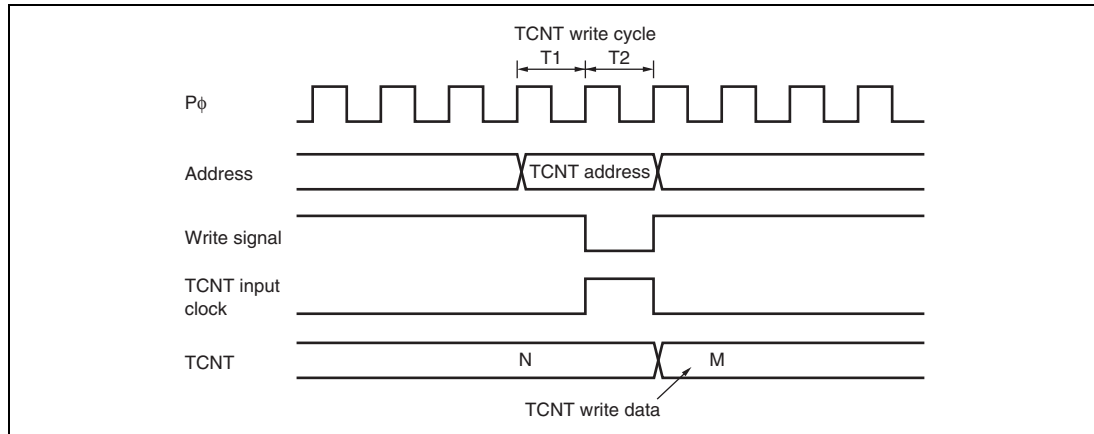 TCNT write cycle
T1 T2
Pϕ
Address
TCNT address
Write signal
TCNT input
clock
TCNT
N
M
TCNT write data